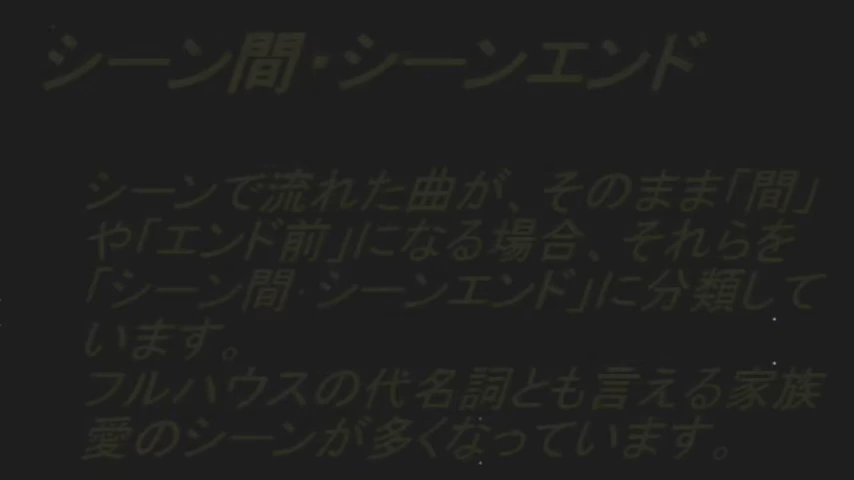 シーン間・シーンエンド
シーンで流れた曲が、そのまま「間」
や「エンド前」になる場合、それらを
「シーン間・シーンエンド」に分類して
います。
フルハウスの代名詞とも言える家族
愛のシーンが多くなっています。